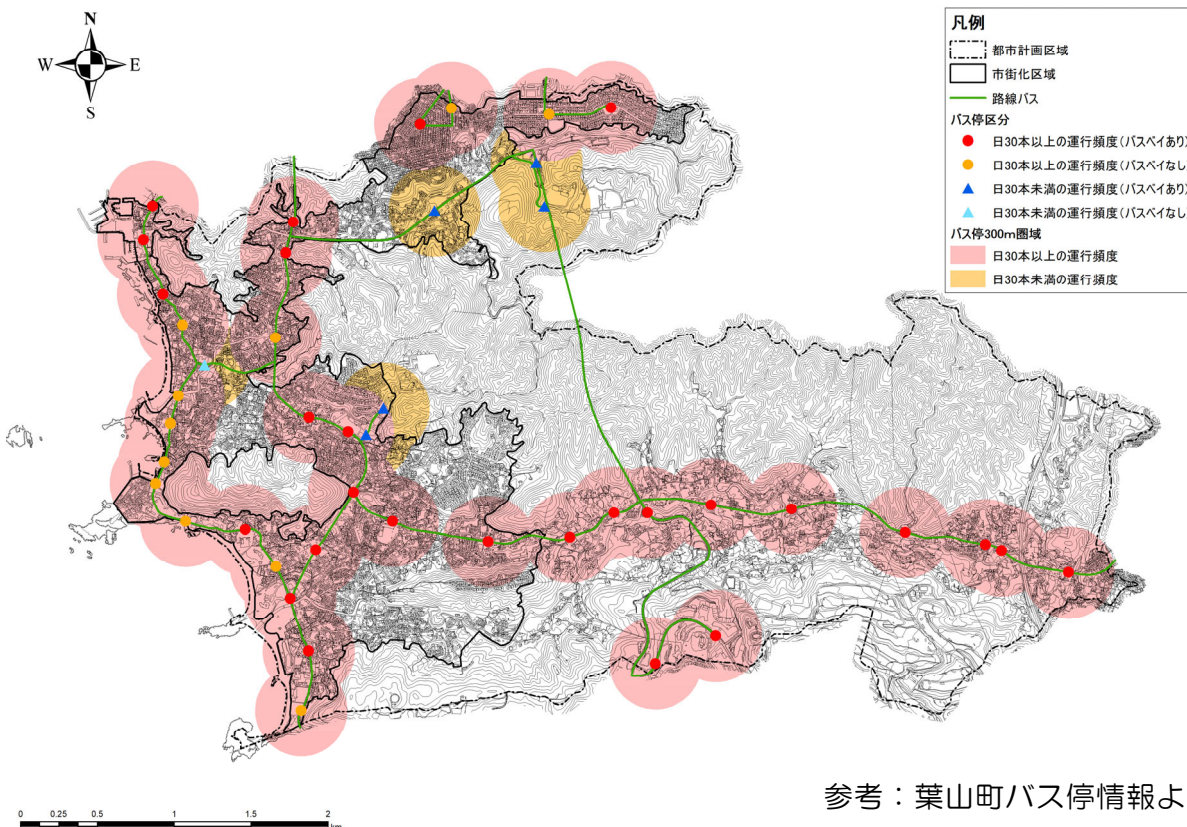 N
W E
S
凡例
都市計画区域
市街化区域
路線バス
バス停区分
日30本以上の運行頻度(バスベイあり)
日30本以上の運行頻度(バスベイなし)
日30本未満の運行頻度(バスベイあり)
日30本未満の運行頻度(バスベイなし)
バス停300m圏域
日30本以上の運行頻度
日30本未満の運行頻度
参考：葉山町バス停情報よ
0 0.25 0.5 1 1.5 2
km